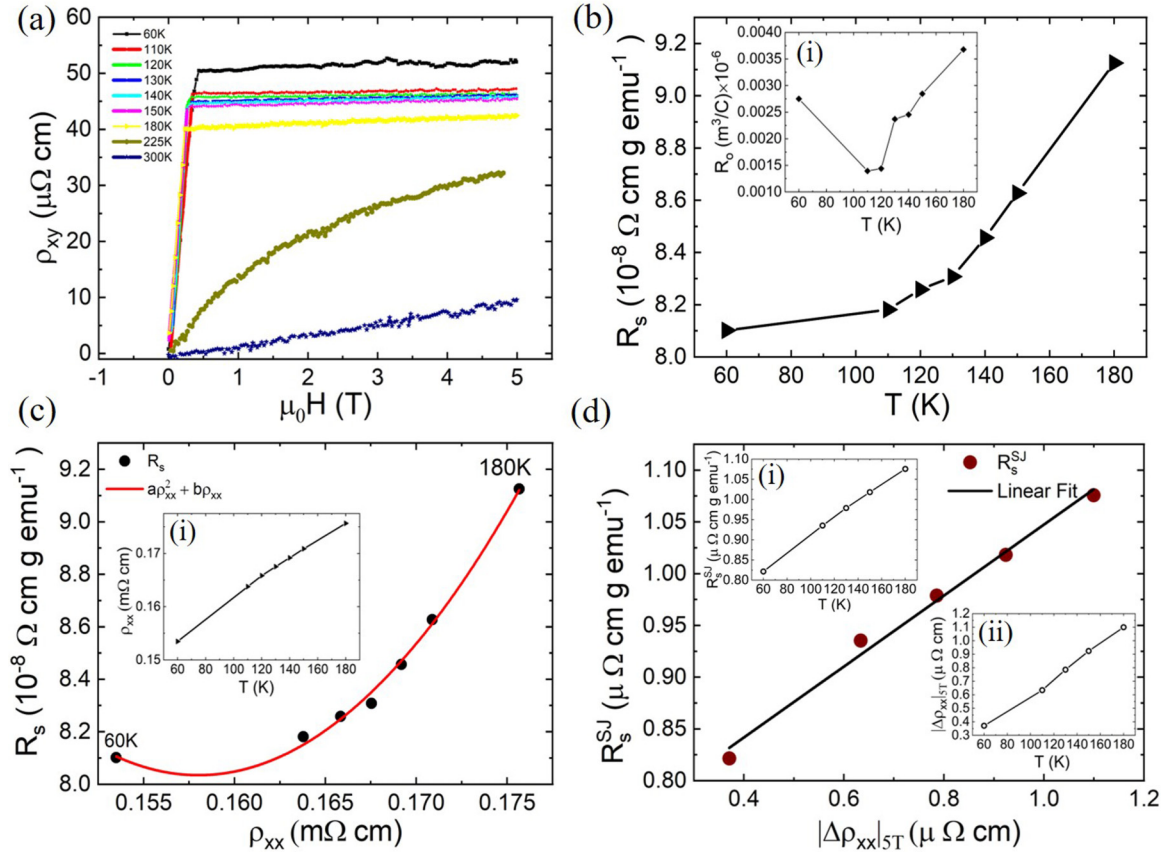 (a)
60K
110K
120K
130K
140K
150K
180K
225K
300K
60
50
40
30
20
10
0
ρxy (μΩ cm)
-1 0 1 2 3 4 5
μ0H (T)
(b)
9.2
9.0
8.8
8.6
8.4
8.2
8.0
Rs (10-8 Ω cm g emu-1)
60 80 100 120 140 160 180
T (K)
(i)
0.0040
0.0035
0.0030
0.0025
0.0020
0.0015
0.0010
Ro (m3/C)×10-6
60 80 100 120 140 160 180
T (K)
(c)
Rs
aρ2xx + bρxx
180K
60K
9.2
9.0
8.8
8.6
8.4
8.2
8.0
Rs (10-8 Ω cm g emu-1)
0.155 0.160 0.165 0.170 0.175
ρxx (mΩ cm)
(i)
0.17
0.16
0.15
ρxx (mΩ cm)
60 80 100 120 140 160 180
T (K)
(d)
RsSJ
Linear Fit
1.10
1.05
1.00
0.95
0.90
0.85
0.80
RsSJ (μ Ω cm g emu-1)
0.4 0.6 0.8 1.0 1.2
|Δρxx|5T (μ Ω cm)
(i)
1.10
1.05
1.00
0.95
0.90
0.85
0.80
RsSJ (μ Ω cm g emu-1)
60 80 100 120 140 160 180
T (K)
(ii)
1.2
1.1
1.0
0.9
0.8
0.7
0.6
0.5
0.4
0.3
|Δρxx|5T (μ Ω cm)
60 80 100 120 140 160 180
T (K)